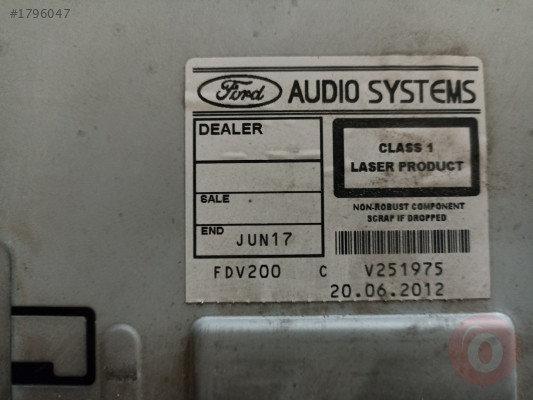 #1796047
Ford AUDIO SYSTEMS
DEALER
SALE
END JUN17
CLASS 1
LASER PRODUCT
NON-ROBUST COMPONENT
SCRAP IF DROPPED
FDV200 C V251975
20.06.2012